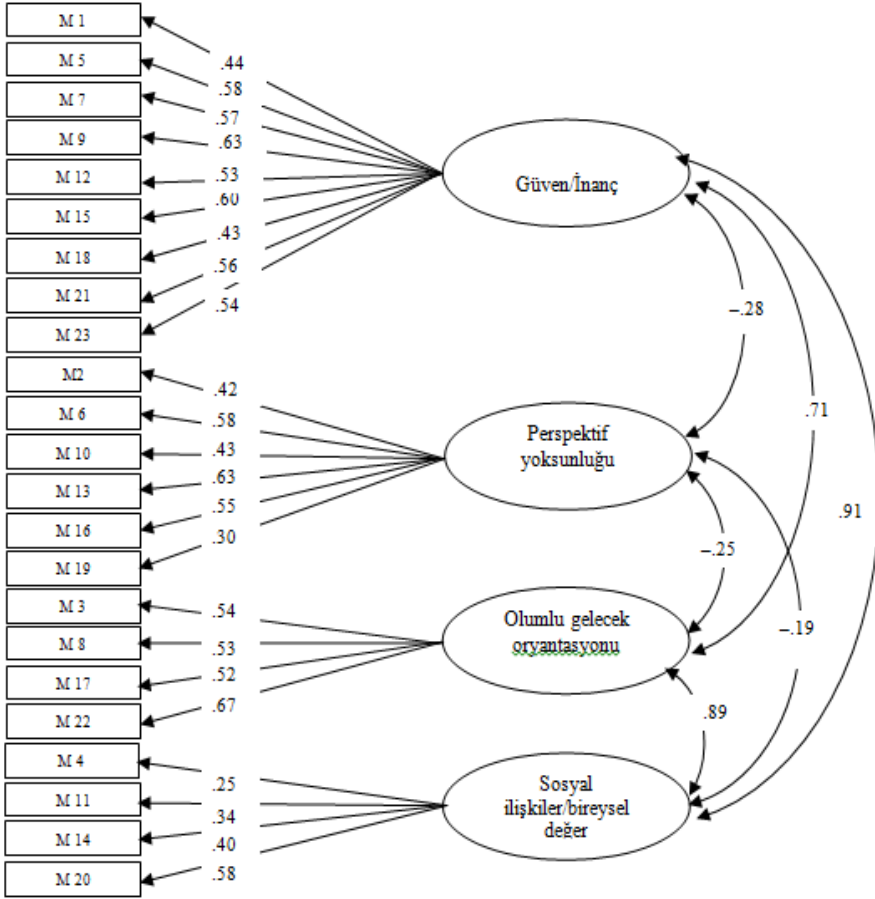 M 1
M 5
M 7
M 9
M 12
M 15
M 18
M 21
M 23
M2
M 6
M 10
M 13
M 16
M 19
M 3
M 8
M 17
M 22
M 4
M 11
M 14
M 20
.44
.58
.57
.63
.53
.60
.43
.56
.54
.42
.58
.43
.63
.55
.30
.54
.53
.52
.67
.25
.34
.40
.58
Güven/İnanç
Perspektif
yoksunluğu
Olumlu gelecek
oryantasyonu
Sosyal
ilişkiler/bireysel
değer
–.28
.71
.91
–.25
–.19
.89